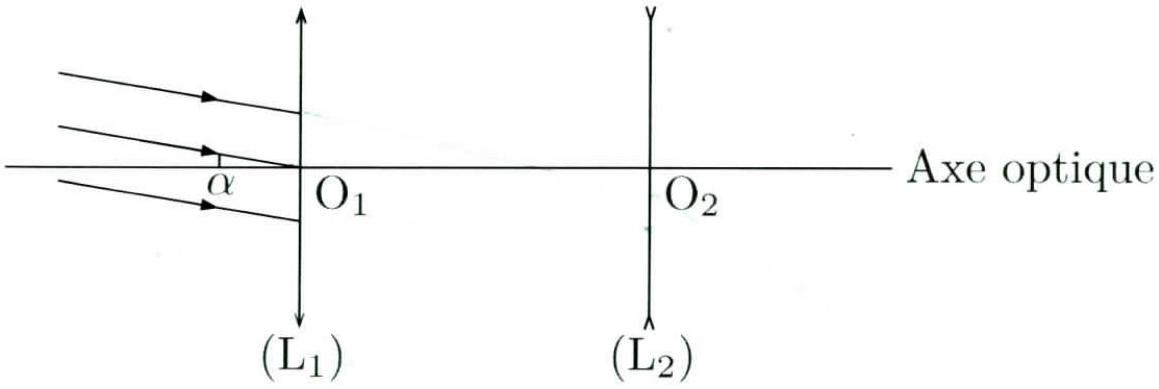 Axe optique
α
O₁
O₂
(L₁)
(L₂)